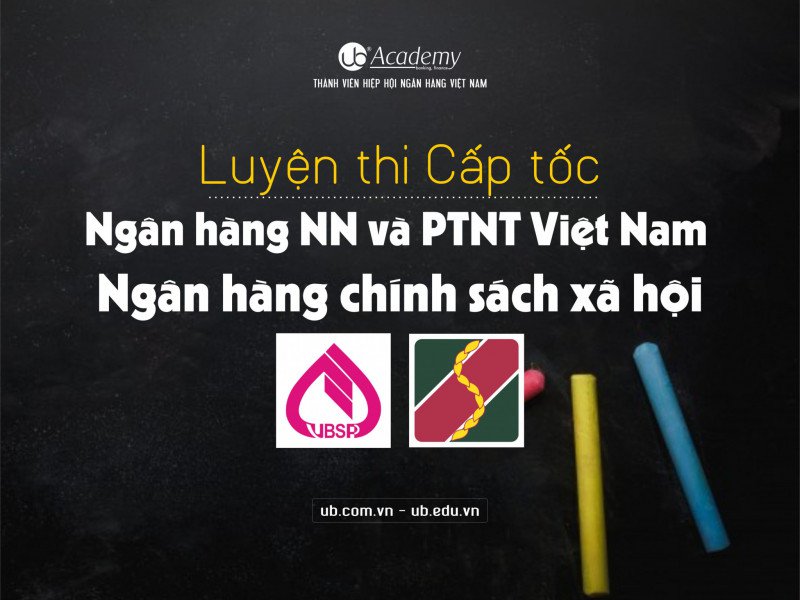 ub® Academy
banking, finance
THÀNH VIÊN HIỆP HỘI NGÂN HÀNG VIỆT NAM
Luyện thi Cấp tốc
Ngân hàng NN và PTNT Việt Nam
Ngân hàng chính sách xã hội
VBSP
ub.com.vn - ub.edu.vn